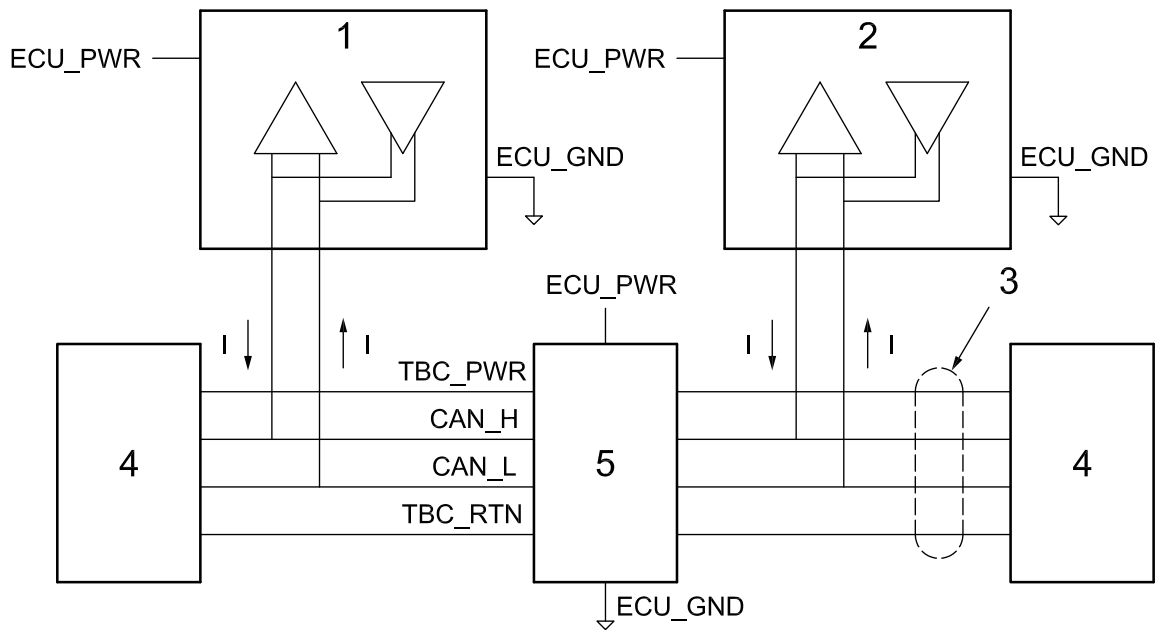 1
2
ECU_PWR
ECU_PWR
ECU_GND
ECU_GND
ECU_PWR
3
I
I
I
I
TBC_PWR
CAN_H
4
CAN_L
5
4
TBC_RTN
ECU_GND